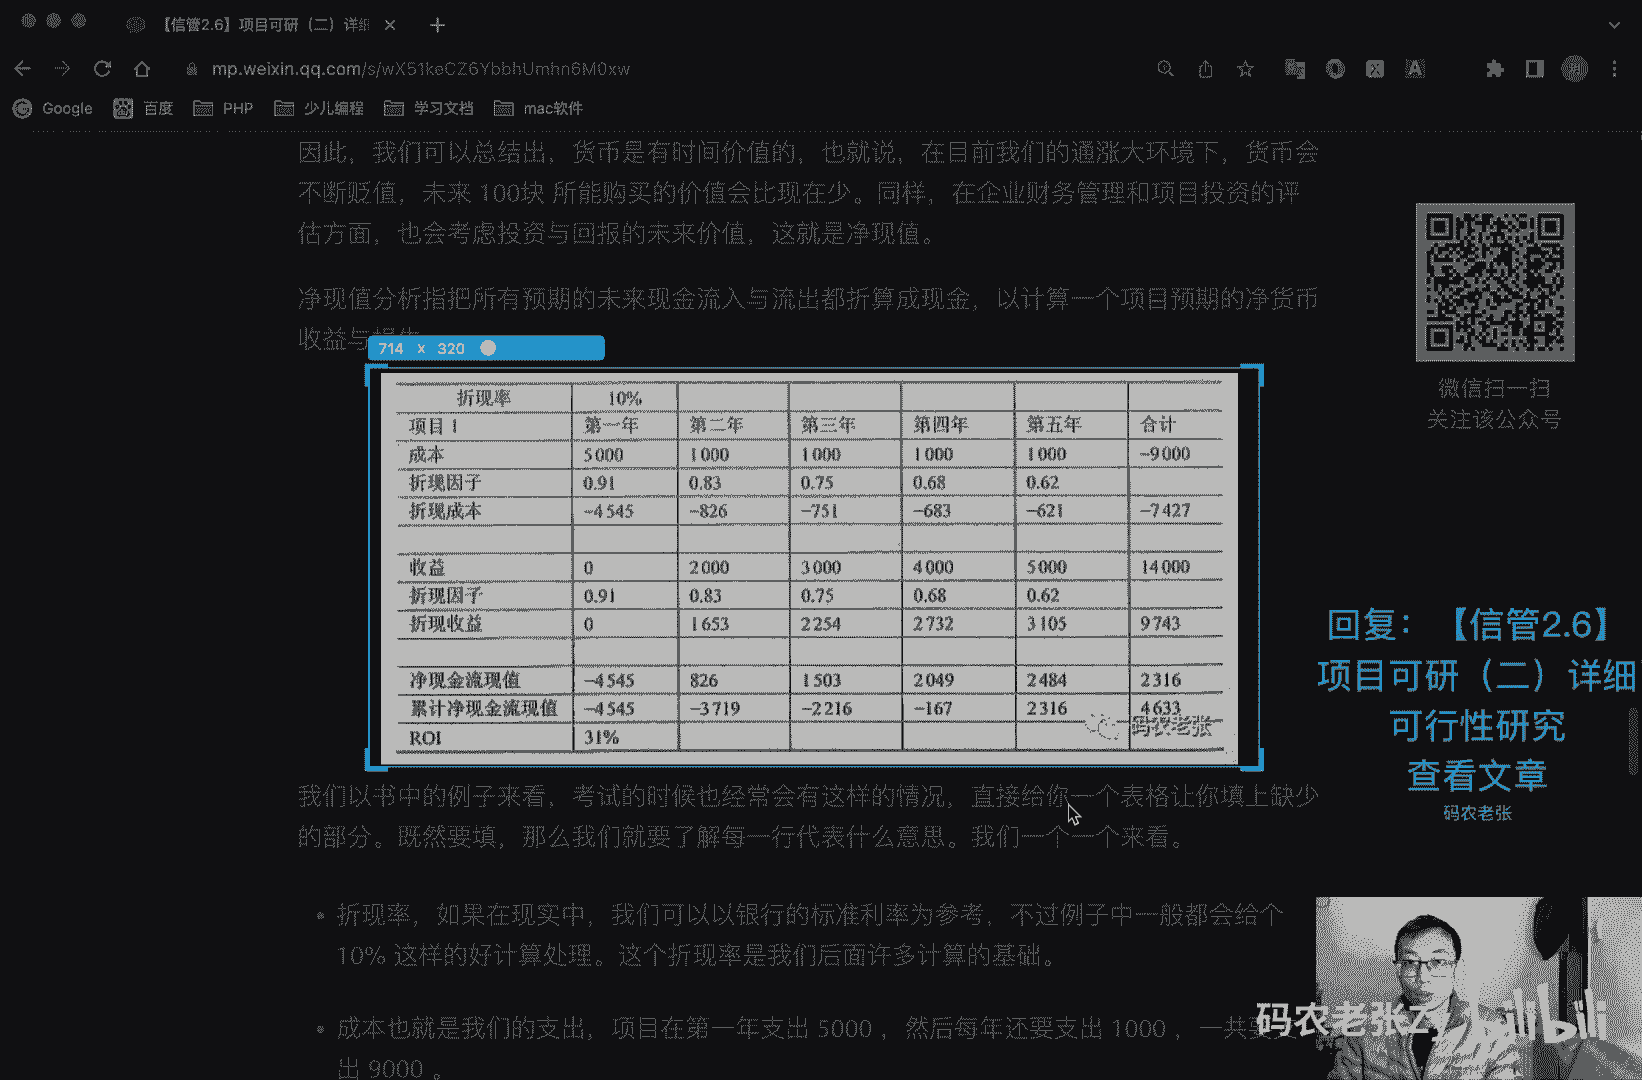 【信管2.6】项目可研（二）详细
mp.weixin.qq.com/s/wX51keCZ6YbbhUmhn6M0xw
Google 百度 PHP 少儿编程 学习文档 mac软件
因此，我们可以总结出，货币是有时间价值的，也就说，在目前我们的通涨大环境下，货币会
不断贬值，未来 100块 所能购买的价值会比现在少。同样，在企业财务管理和项目投资的评
估方面，也会考虑投资与回报的未来价值，这就是净现值。
净现值分析指把所有预期的未来现金流入与流出都折算成现金，以计算一个项目预期的净货币
收益与损失
714 x 320
折现率 10%
项目 1 第一年 第二年 第三年 第四年 第五年 合计
成本 5000 1000 1000 1000 1000 -9000
折现因子 0.91 0.83 0.75 0.68 0.62
折现成本 -4545 -826 -751 -683 -621 -7427
收益 0 2000 3000 4000 5000 14000
折现因子 0.91 0.83 0.75 0.68 0.62
折现收益 0 1653 2254 2732 3105 9743
净现金流现值 -4545 826 1503 2049 2484 2316
累计净现金流现值 -4545 -3719 -2216 -167 2316 4633
ROI 31%
码农老张
我们以书中的例子来看，考试的时候也经常会有这样的情况，直接给你一个表格让你填上缺少
的部分。既然要填，那么我们就要了解每一行代表什么意思。我们一个一个来看。
• 折现率，如果在现实中，我们可以以银行的标准利率为参考，不过例子中一般都会给个
10% 这样的好计算处理。这个折现率是我们后面许多计算的基础。
• 成本也就是我们的支出，项目在第一年支出 5000 ，然后每年还要支出 1000 ，一共要支
出 9000 。
微信扫一扫
关注该公众号
回复：【信管2.6】
项目可研（二）详细
可行性研究
查看文章
码农老张
码农老张Zy bilibili